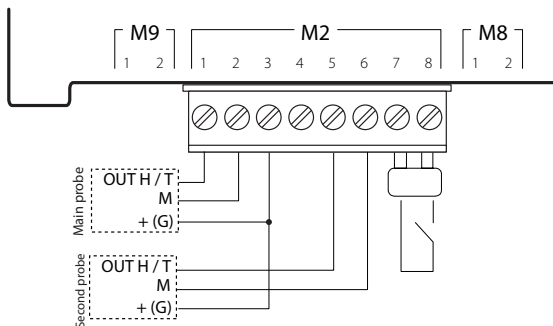 M9 M2 M8
1 2 1 2 3 4 5 6 7 8 1 2
Main probe
OUT H / T
M
+ (G)
Second probe
OUT H / T
M
+ (G)